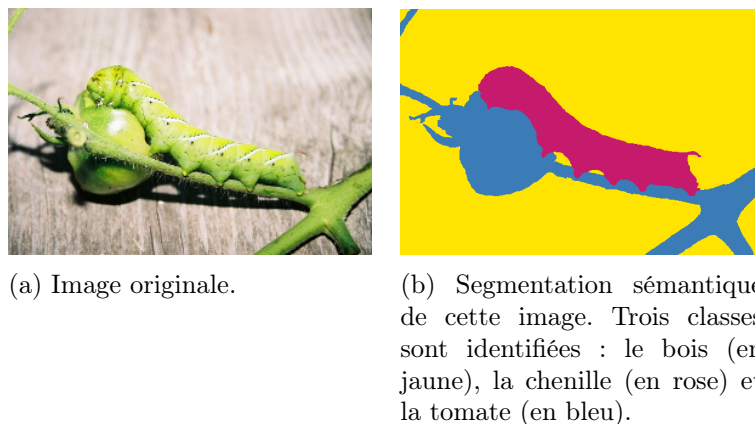 (a) Image originale.
(b) Segmentation sémantique
de cette image. Trois classes
sont identifiées : le bois (en
jaune), la chenille (en rose) et
la tomate (en bleu).